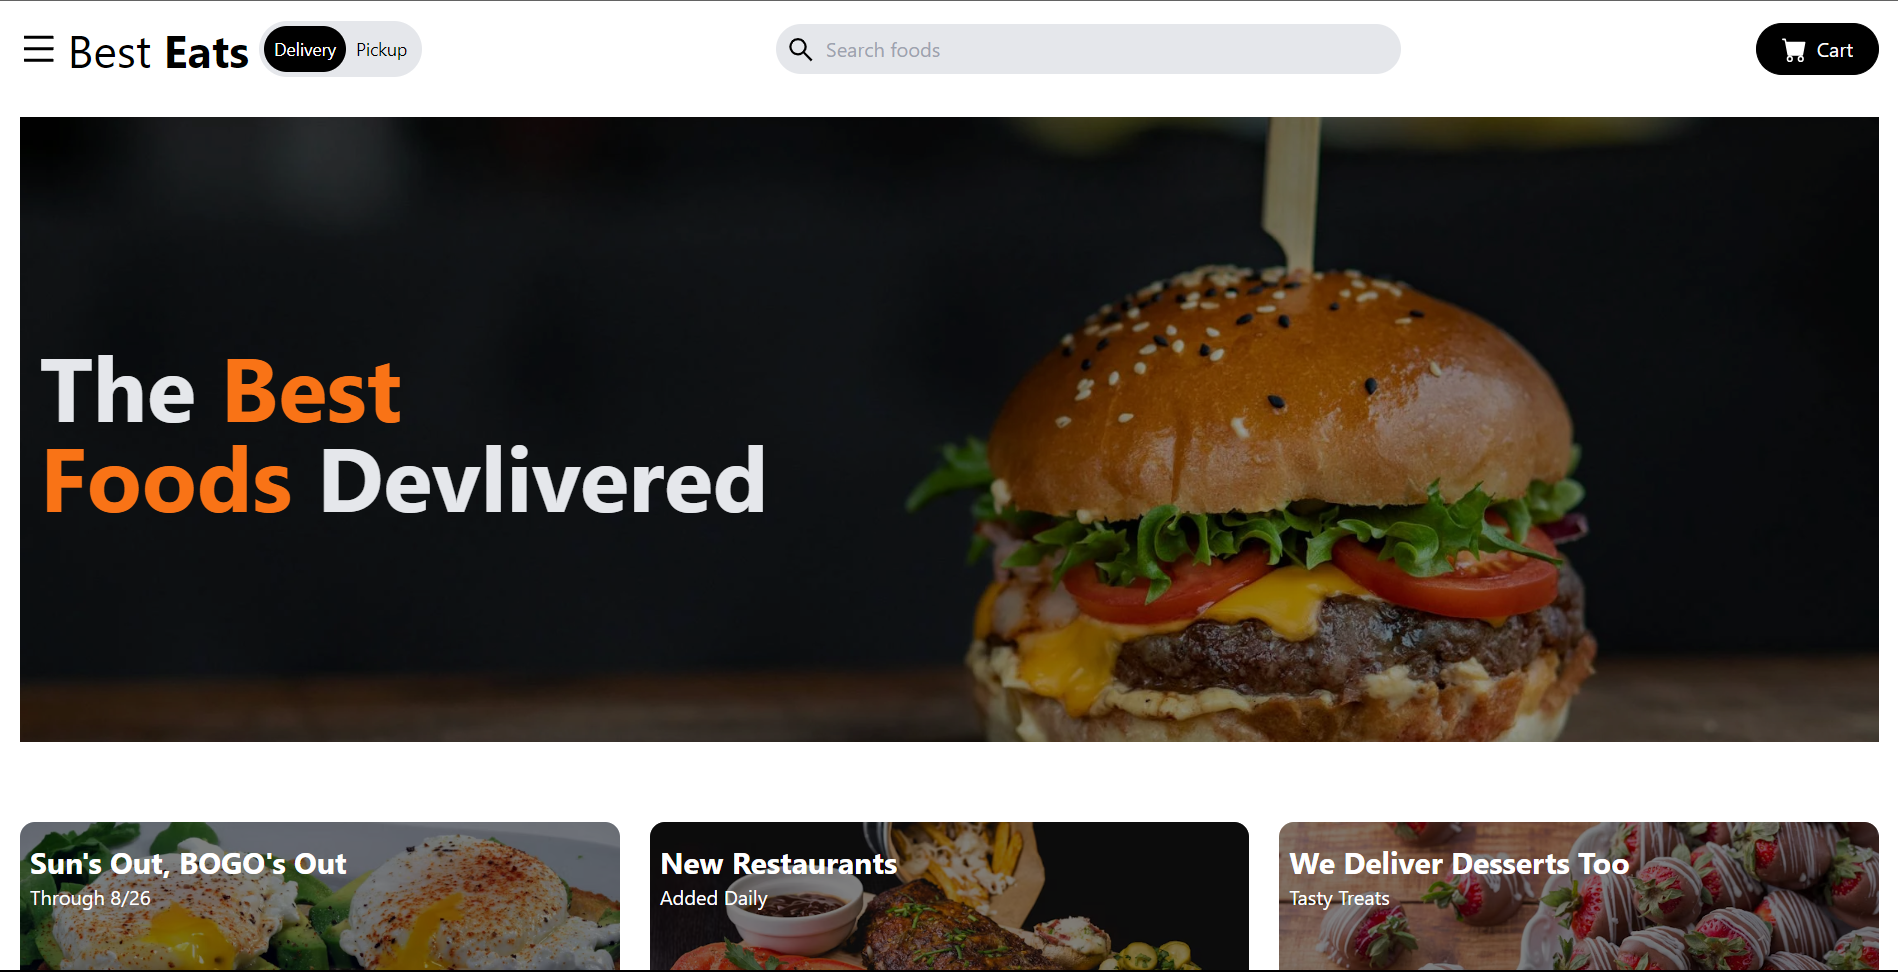 Best Eats
Delivery Pickup
Search foods
Cart
The Best
Foods Devlivered
Sun's Out, BOGO's Out
Through 8/26
New Restaurants
Added Daily
We Deliver Desserts Too
Tasty Treats